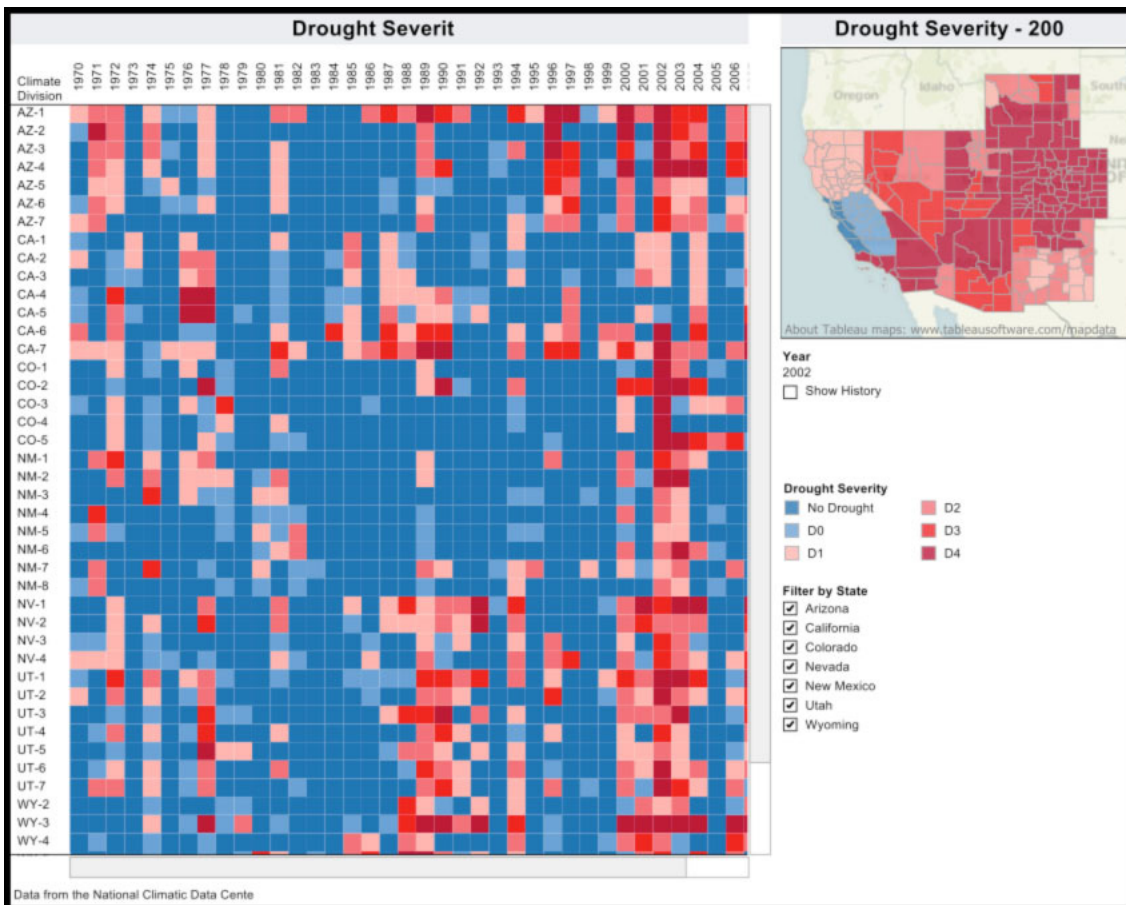 Drought Severit
Climate
Division
1970 1971 1972 1973 1974 1975 1976 1977 1978 1979 1980 1981 1982 1983 1984 1985 1986 1987 1988 1989 1990 1991 1992 1993 1994 1995 1996 1997 1998 1999 2000 2001 2002 2003 2004 2005 2006
AZ-1
AZ-2
AZ-3
AZ-4
AZ-5
AZ-6
AZ-7
CA-1
CA-2
CA-3
CA-4
CA-5
CA-6
CA-7
CO-1
CO-2
CO-3
CO-4
CO-5
NM-1
NM-2
NM-3
NM-4
NM-5
NM-6
NM-7
NM-8
NV-1
NV-2
NV-3
NV-4
UT-1
UT-2
UT-3
UT-4
UT-5
UT-6
UT-7
WY-2
WY-3
WY-4
Data from the National Climatic Data Cente
Drought Severity - 200
Oregon
Idaho
South
Ne
OF
About Tableau maps: www.tableausoftware.com/mapdata
Year
2002
Show History
Drought Severity
No Drought
D0
D1
D2
D3
D4
Filter by State
Arizona
California
Colorado
Nevada
New Mexico
Utah
Wyoming